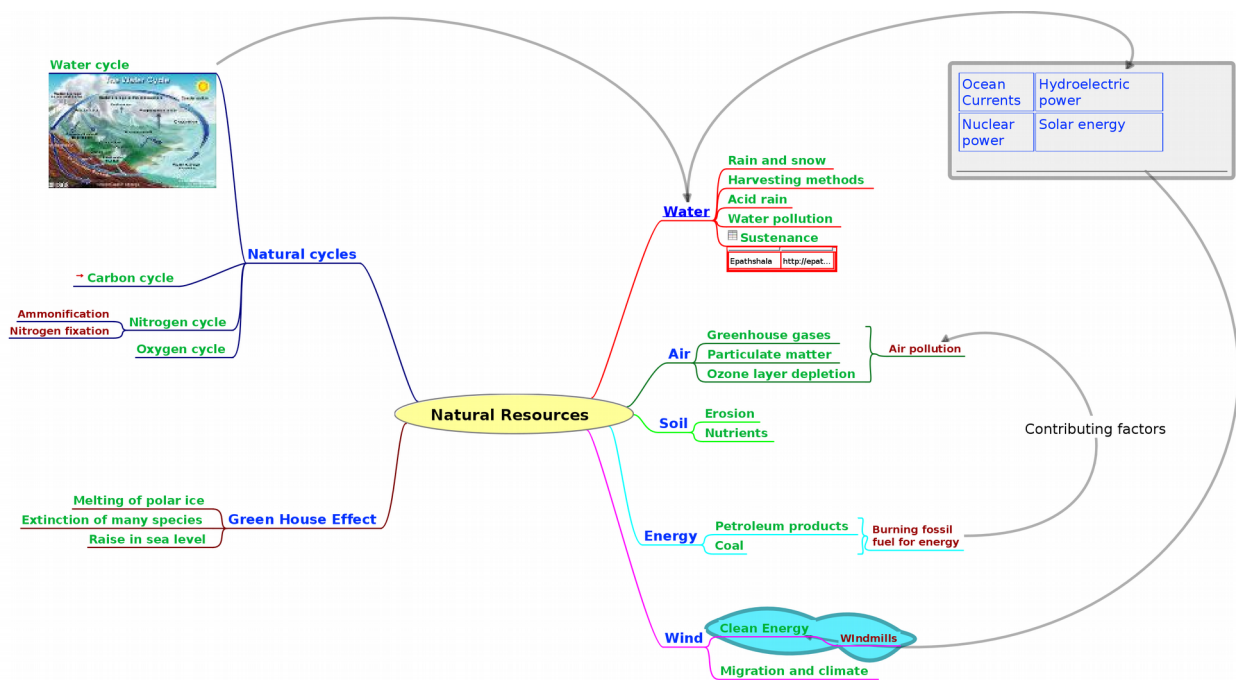 Water cycle
The Water Cycle
Natural cycles
Carbon cycle
Ammonification
Nitrogen fixation
Nitrogen cycle
Oxygen cycle
Natural Resources
Melting of polar ice
Extinction of many species
Raise in sea level
Green House Effect
Ocean
Currents
Hydroelectric
power
Nuclear
power
Solar energy
Water
Rain and snow
Harvesting methods
Acid rain
Water pollution
Sustenance
Epathshala
http://epat...
Air
Greenhouse gases
Particulate matter
Ozone layer depletion
Air pollution
Soil
Erosion
Nutrients
Contributing factors
Energy
Petroleum products
Coal
Burning fossil
fuel for energy
Wind
Clean Energy
WIndmills
Migration and climate